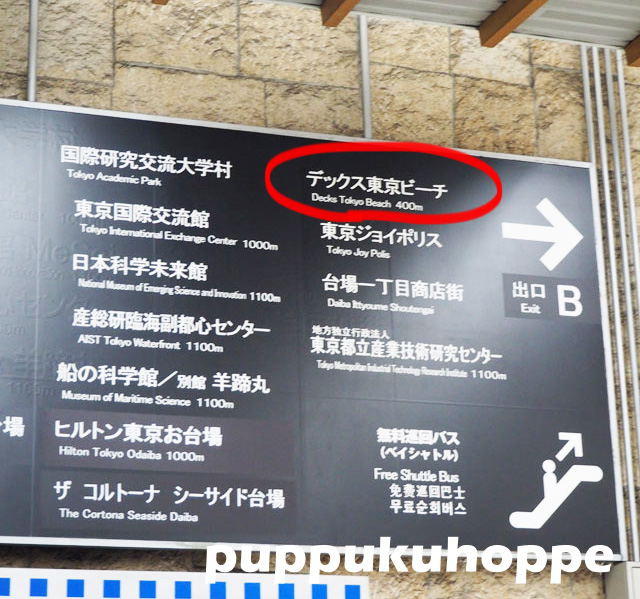 国際研究交流大学村
Tokyo Academic Park
東京国際交流館
Tokyo International Exchange Center 1000m
日本科学未来館
National Museum of Emerging Science and Innovation 1100m
産総研臨海副都心センター
AIST Tokyo Waterfront 1100m
船の科学館／別館 羊蹄丸
Museum of Maritime Science 1100m
ヒルトン東京お台場
Hilton Tokyo Odaiba 1000m
ザ コルトーナ シーサイド台場
The Cortona Seaside Daiba
場
デックス東京ビーチ
Decks Tokyo Beach 400m
東京ジョイポリス
Tokyo Joy Polis
台場一丁目商店街
Daiba Ittyoume Shoutengai
地方独立行政法人
東京都立産業技術研究センター
Tokyo Metropolitan Industrial Technology Research Institute 1100m
出口 B
Exit
無料巡回バス
(ベイシャトル)
Free Shuttle Bus
免费巡回巴士
무료순회버스
puppukuhoppe